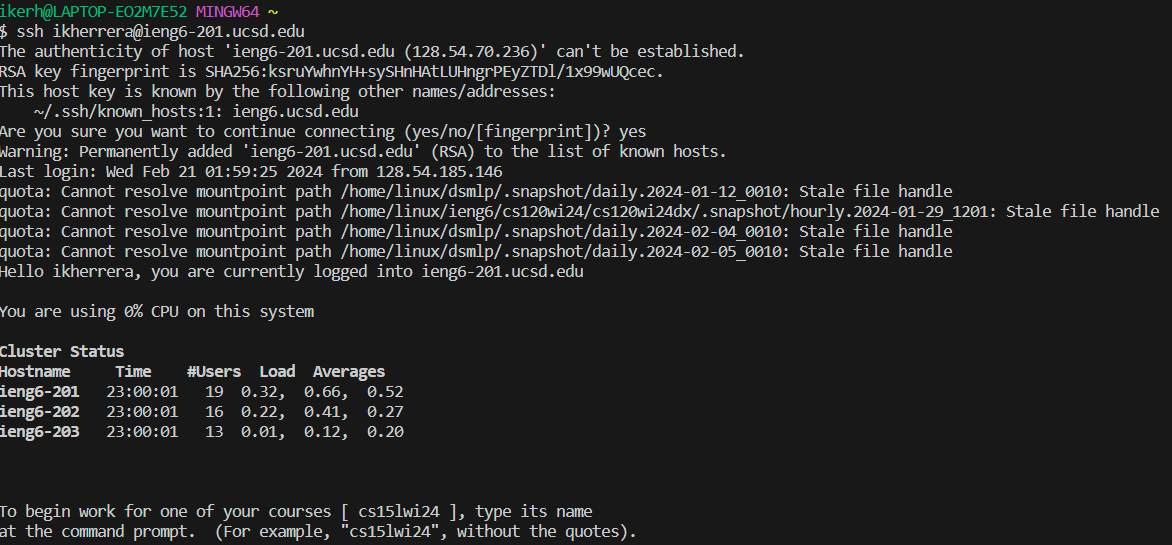 ikerh@LAPTOP-EO2M7E52 MINGW64 ~
$ ssh ikherrera@ieng6-201.ucsd.edu
The authenticity of host 'ieng6-201.ucsd.edu (128.54.70.236)' can't be established.
RSA key fingerprint is SHA256:ksruYwhnYH+sySHnHAtLUHngrPEyZTDl/1x99wUQcec.
This host key is known by the following other names/addresses:
    ~/.ssh/known_hosts:1: ieng6.ucsd.edu
Are you sure you want to continue connecting (yes/no/[fingerprint])? yes
Warning: Permanently added 'ieng6-201.ucsd.edu' (RSA) to the list of known hosts.
Last login: Wed Feb 21 01:59:25 2024 from 128.54.185.146
quota: Cannot resolve mountpoint path /home/linux/dsmlp/.snapshot/daily.2024-01-12_0010: Stale file handle
quota: Cannot resolve mountpoint path /home/linux/ieng6/cs120wi24/cs120wi24dx/.snapshot/hourly.2024-01-29_1201: Stale file handle
quota: Cannot resolve mountpoint path /home/linux/dsmlp/.snapshot/daily.2024-02-04_0010: Stale file handle
quota: Cannot resolve mountpoint path /home/linux/dsmlp/.snapshot/daily.2024-02-05_0010: Stale file handle
Hello ikherrera, you are currently logged into ieng6-201.ucsd.edu
You are using 0% CPU on this system
Cluster Status
Hostname     Time    #Users  Load  Averages
ieng6-201   23:00:01   19  0.32,  0.66,  0.52
ieng6-202   23:00:01   16  0.22,  0.41,  0.27
ieng6-203   23:00:01   13  0.01,  0.12,  0.20
To begin work for one of your courses [ cs15lwi24 ], type its name
at the command prompt.  (For example, "cs15lwi24", without the quotes).